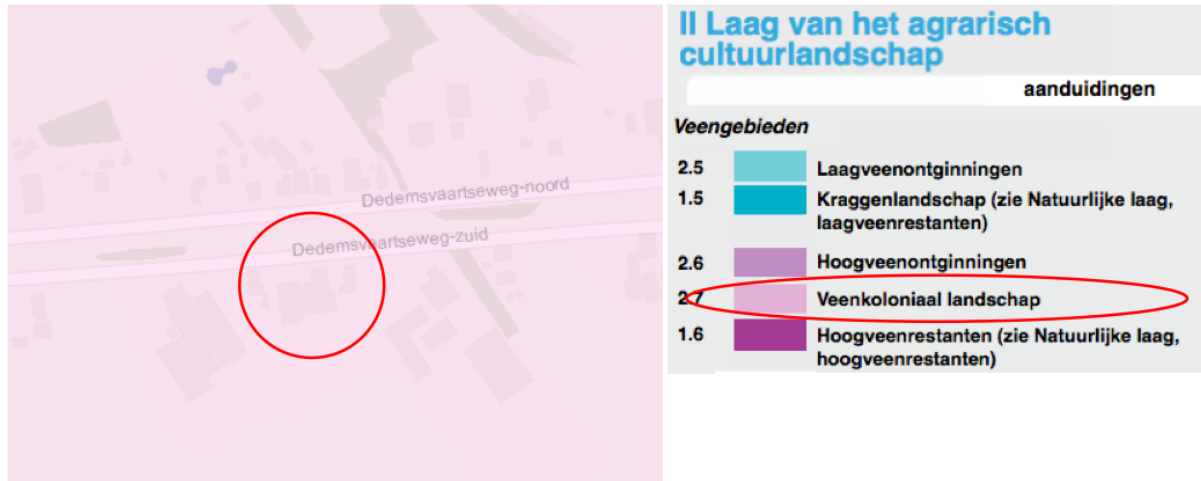 Dedemsvaartseweg-noord
Dedemsvaartseweg-zuid
II Laag van het agrarisch
cultuurlandschap
aanduidingen
Veengebieden
2.5 Laagveenontginningen
1.5 Kraggenlandschap (zie Natuurlijke laag,
laagveenrestanten)
2.6 Hoogveenontginningen
2.7 Veenkoloniaal landschap
1.6 Hoogveenrestanten (zie Natuurlijke laag,
hoogveenrestanten)